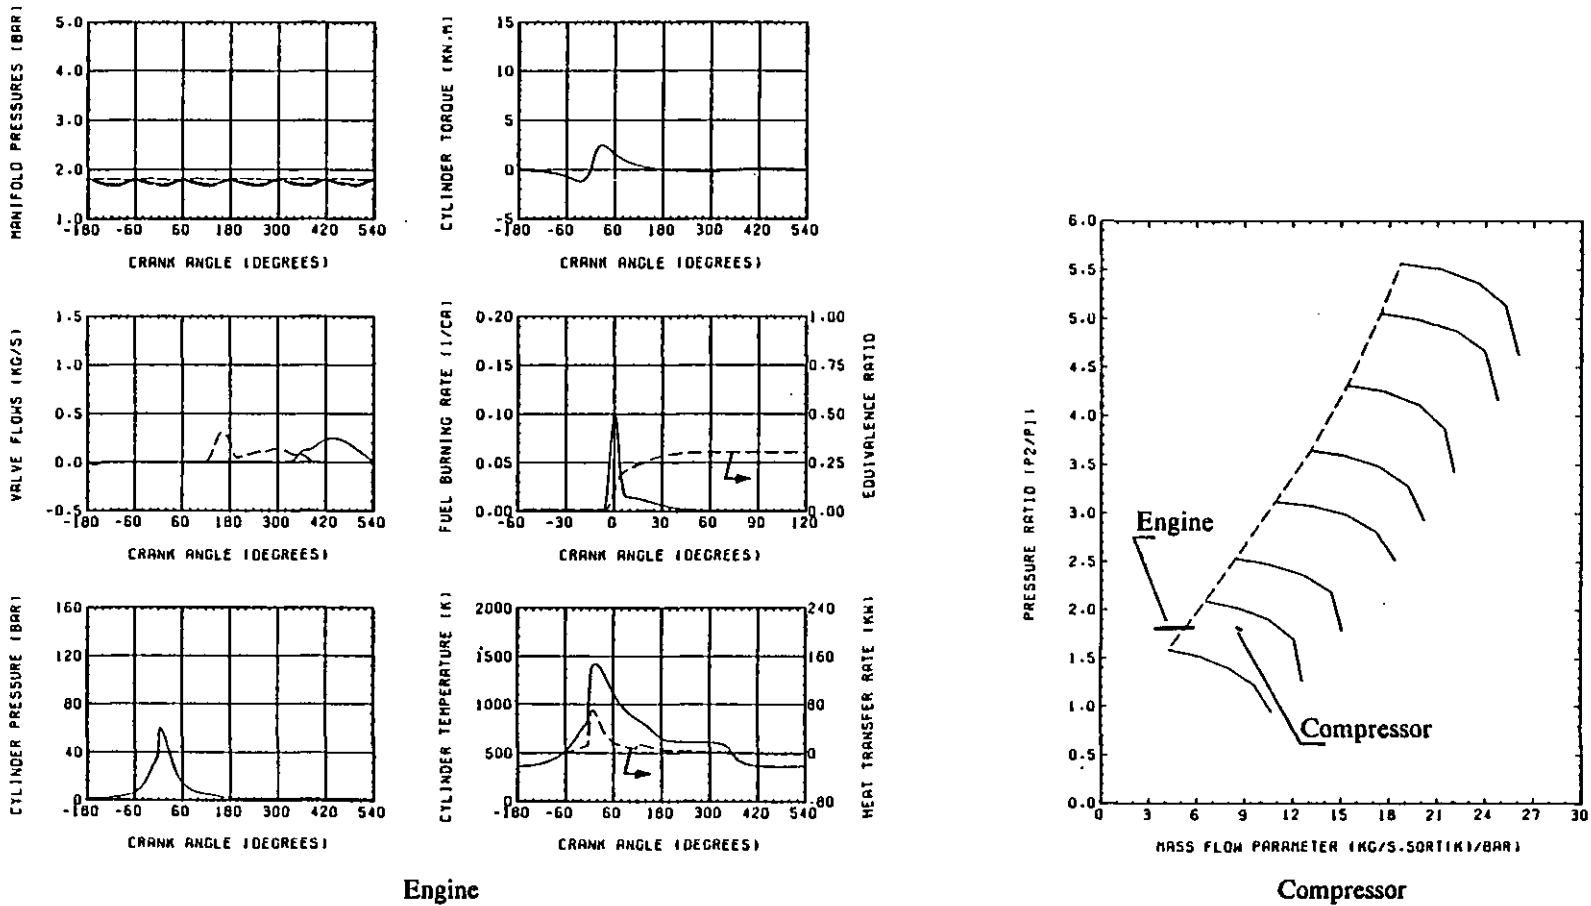 MANIFOLD PRESSURES (BAR)
5.0
4.0
3.0
2.0
1.0
-180 -60 60 180 300 420 540
CRANK ANGLE (DEGREES)
CYLINDER TORQUE (KN.M)
15
10
5
0
-5
-180 -60 60 180 300 420 540
CRANK ANGLE (DEGREES)
VALVE FLOWS (KG/S)
1.5
1.0
0.5
0.0
-0.5
-180 -60 60 180 300 420 540
CRANK ANGLE (DEGREES)
FUEL BURNING RATE (1/CA)
0.20
0.15
0.10
0.05
0.00
-60 -30 0 30 60 90 120
CRANK ANGLE (DEGREES)
1.00
0.75
0.50
0.25
0.00
EQUIVALENCE RATIO
CYLINDER PRESSURE (BAR)
160
120
80
40
0
-180 -60 60 180 300 420 540
CRANK ANGLE (DEGREES)
CYLINDER TEMPERATURE (K)
2000
1500
1000
500
0
-180 -60 60 180 300 420 540
CRANK ANGLE (DEGREES)
240
160
80
0
-80
HEAT TRANSFER RATE (KW)
Engine
PRESSURE RATIO (P2/P1)
6.0
5.5
5.0
4.5
4.0
3.5
3.0
2.5
2.0
1.5
1.0
0.5
0.0
Engine
Compressor
0 3 6 9 12 15 18 21 24 27 30
MASS FLOW PARAMETER (KG/S.SQRT(K)/BAR)
Compressor